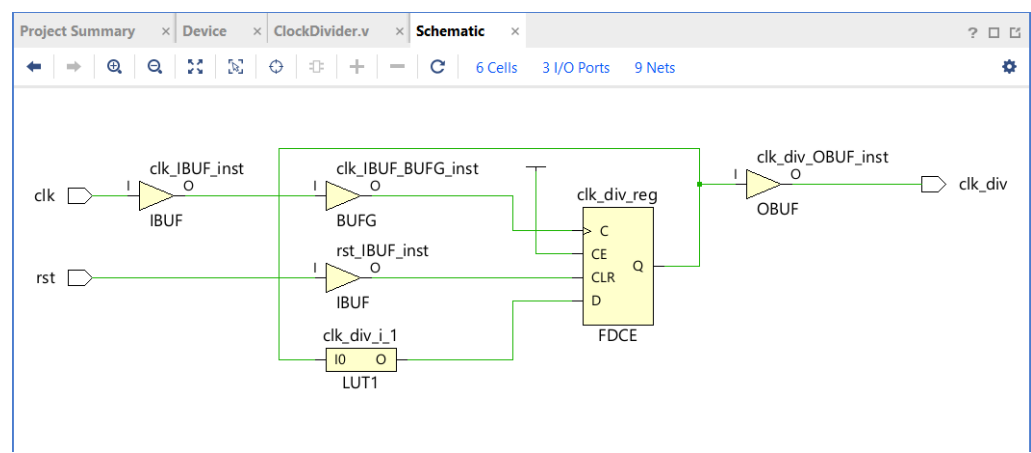 Project Summary × Device × ClockDivider.v × Schematic ×
6 Cells 3 I/O Ports 9 Nets
clk_IBUF_inst clk_IBUF_BUFG_inst clk_div_OBUF_inst
clk I O IBUF I O BUFG I O OBUF clk_div
clk_div_reg
C
CE
CLR
D
Q
FDCE
rst_IBUF_inst
rst I O IBUF
clk_div_i_1
I0 O
LUT1